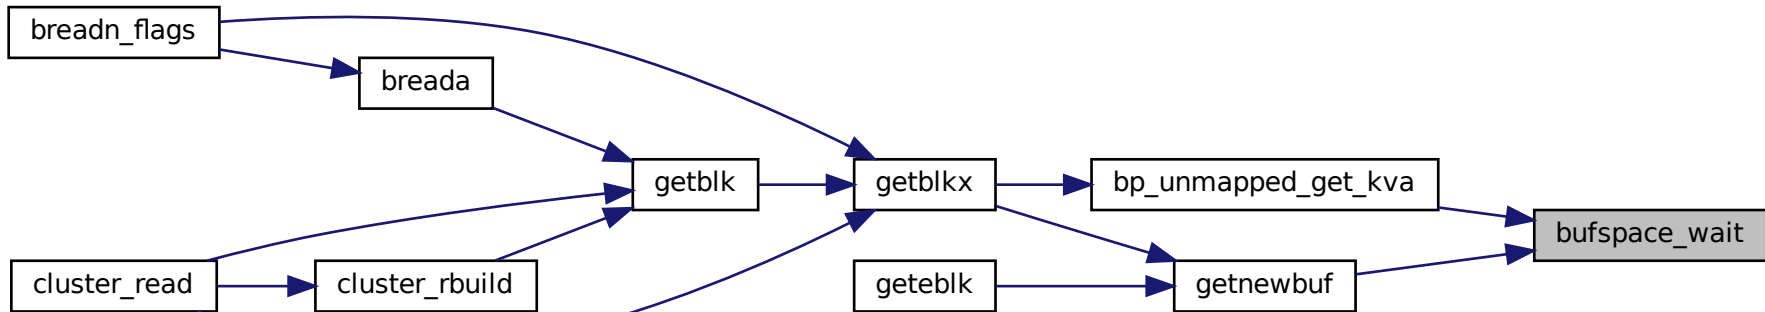 breadn_flags
breada
getblk
getblkx
bp_unmapped_get_kva
bufspace_wait
cluster_read
cluster_rbuild
geteblk
getnewbuf